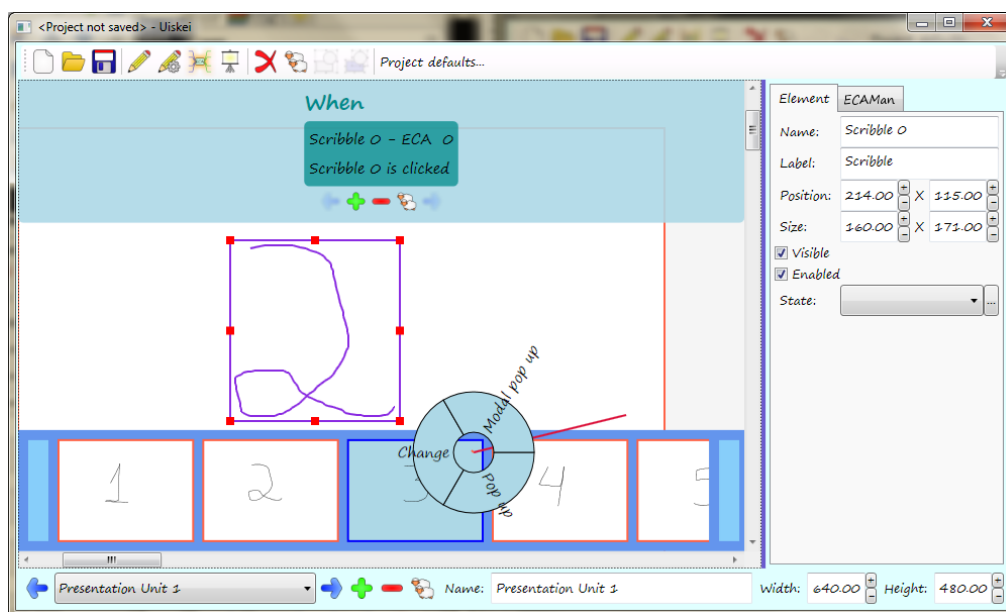 <Project not saved> - Uiskei
Project defaults...
When
Scribble 0 - ECA 0
Scribble 0 is clicked
2
1
2
3
4
5
Modal pop up
Change
Pop up
Element
ECAMan
Name:
Scribble 0
Label:
Scribble
Position:
214.00
X
115.00
Size:
160.00
X
171.00
Visible
Enabled
State:
...
Presentation Unit 1
Name:
Presentation Unit 1
Width:
640.00
Height:
480.00